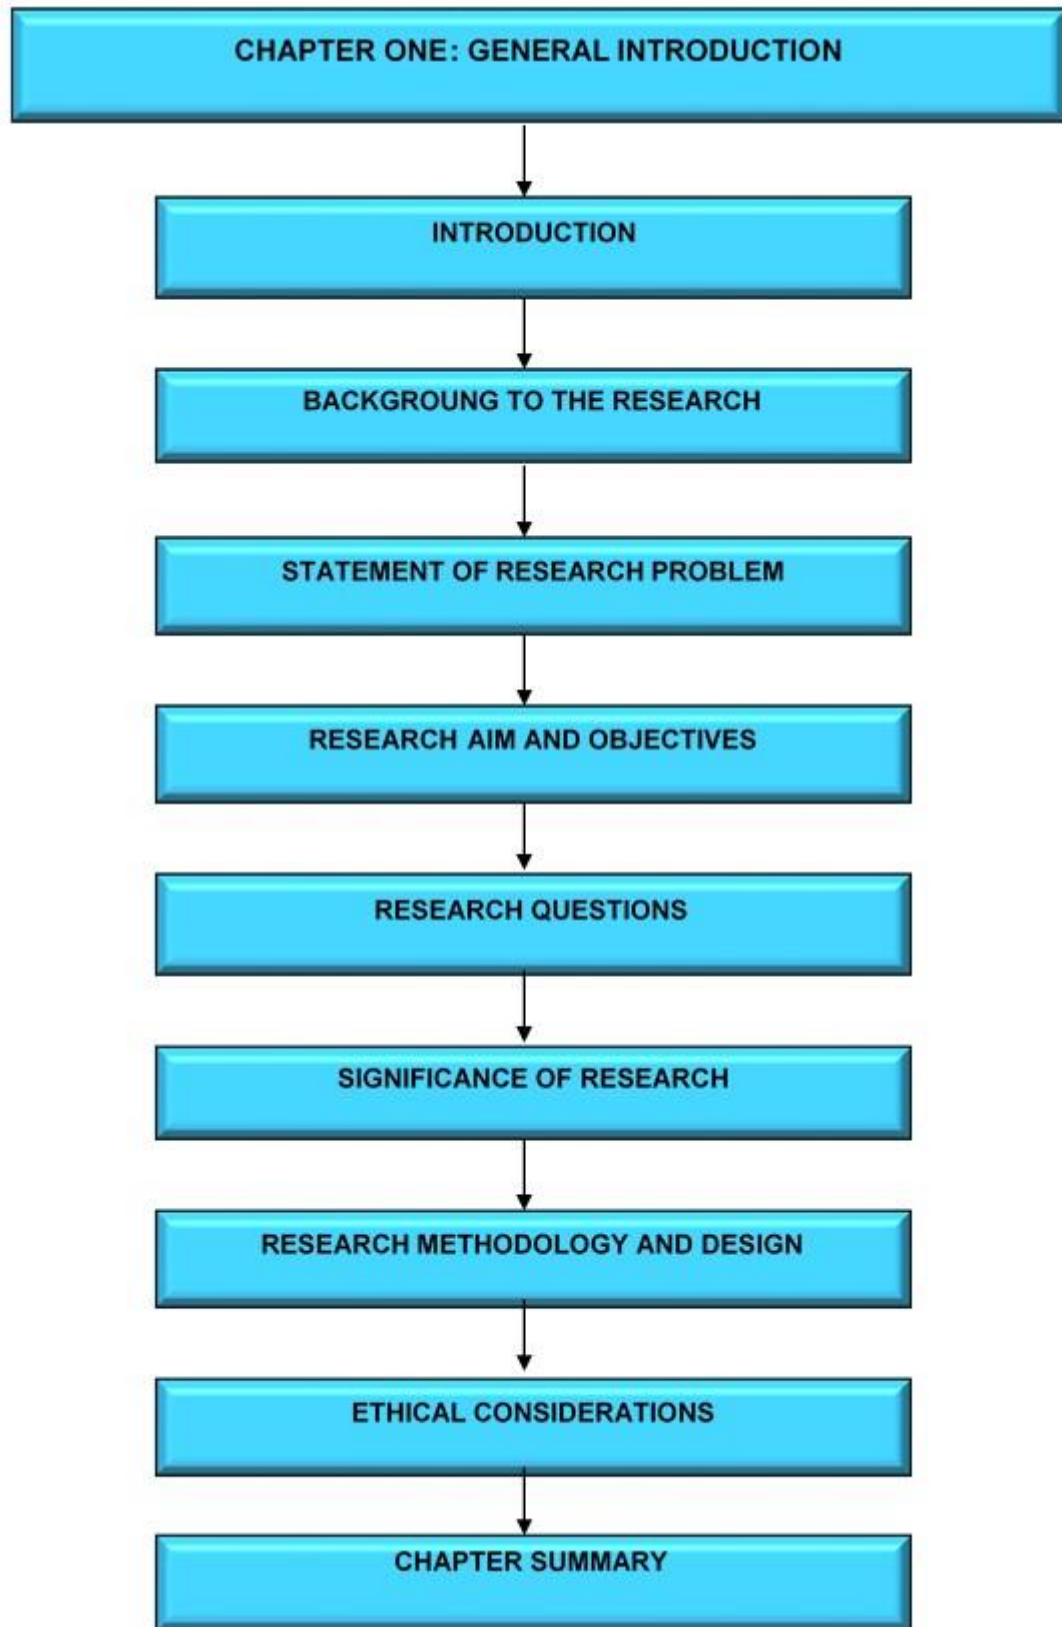 CHAPTER ONE: GENERAL INTRODUCTION
INTRODUCTION
BACKGROUNG TO THE RESEARCH
STATEMENT OF RESEARCH PROBLEM
RESEARCH AIM AND OBJECTIVES
RESEARCH QUESTIONS
SIGNIFICANCE OF RESEARCH
RESEARCH METHODOLOGY AND DESIGN
ETHICAL CONSIDERATIONS
CHAPTER SUMMARY